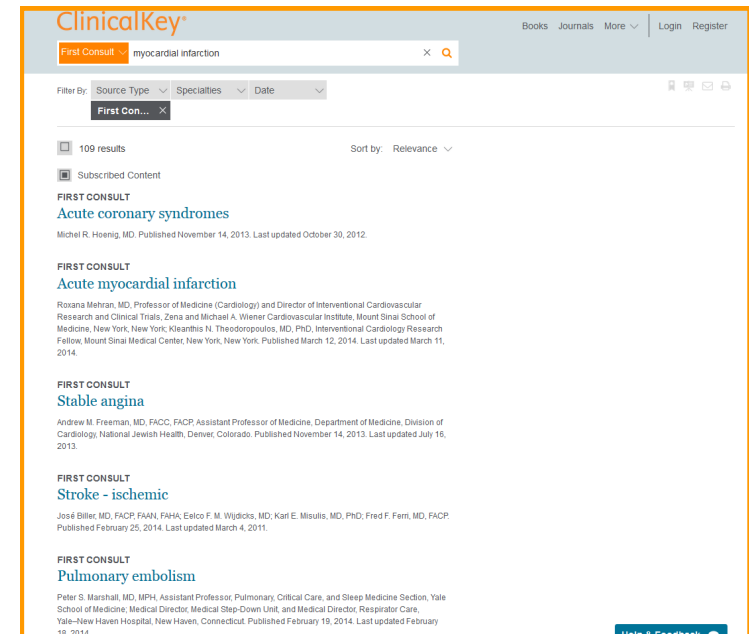 ClinicalKey®
Books Journals More Login Register
First Consult myocardial infarction
Filter By: Source Type Specialties Date
First Con... ×
109 results
Sort by: Relevance
Subscribed Content
FIRST CONSULT
Acute coronary syndromes
Michel R. Hoenig, MD. Published November 14, 2013. Last updated October 30, 2012.
FIRST CONSULT
Acute myocardial infarction
Roxana Mehran, MD, Professor of Medicine (Cardiology) and Director of Interventional Cardiovascular
Research and Clinical Trials, Zena and Michael A. Wiener Cardiovascular Institute, Mount Sinai School of
Medicine, New York, New York; Kleanthis N. Theodoropoulos, MD, PhD, Interventional Cardiology Research
Fellow, Mount Sinai Medical Center, New York, New York. Published March 12, 2014. Last updated March 11,
2014.
FIRST CONSULT
Stable angina
Andrew M. Freeman, MD, FACC, FACP, Assistant Professor of Medicine, Department of Medicine, Division of
Cardiology, National Jewish Health, Denver, Colorado. Published November 14, 2013. Last updated July 16,
2013.
FIRST CONSULT
Stroke - ischemic
José Biller, MD, FACP, FAAN, FAHA; Eelco F. M. Wijdicks, MD; Karl E. Misulis, MD, PhD; Fred F. Ferri, MD, FACP.
Published February 25, 2014. Last updated March 4, 2011.
FIRST CONSULT
Pulmonary embolism
Peter S. Marshall, MD, MPH, Assistant Professor, Pulmonary, Critical Care, and Sleep Medicine Section, Yale
School of Medicine; Medical Director, Medical Step-Down Unit, and Medical Director, Respirator Care,
Yale–New Haven Hospital, New Haven, Connecticut. Published February 19, 2014. Last updated February
18, 2014.
Help & Feedback